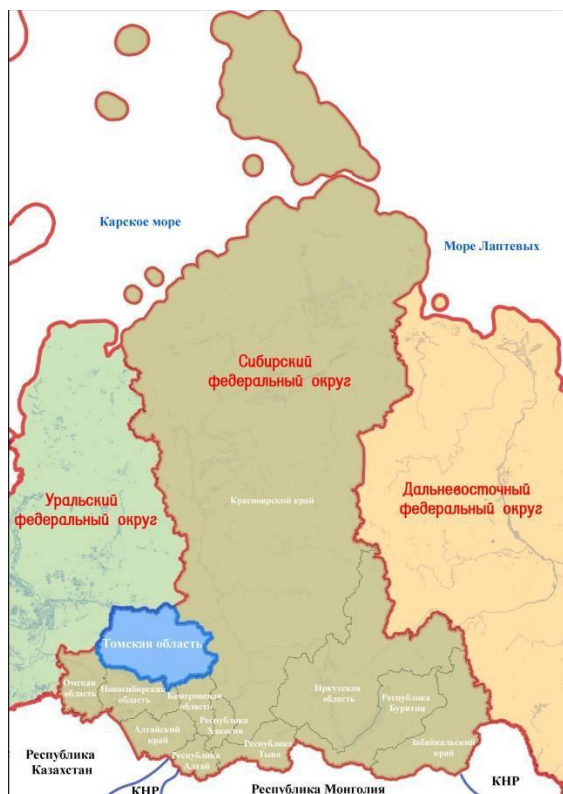 Карское море
Море Лаптевых
Сибирский
федеральный округ
Красноярский край
Уральский
федеральный округ
Дальневосточный
федеральный округ
Томская область
Омская
область
Новосибирская
область
Кемеровская
область
Иркутская
область
Республика
Бурятия
Алтайский
край
Республика
Хакасия
Республика
Алтай
Республика
Тыва
Забайкальский
край
Республика
Казахстан
КНР
Республика Монголия
КНР